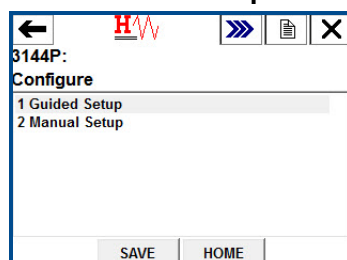 H
3144P:
Configure
1 Guided Setup
2 Manual Setup
SAVE HOME